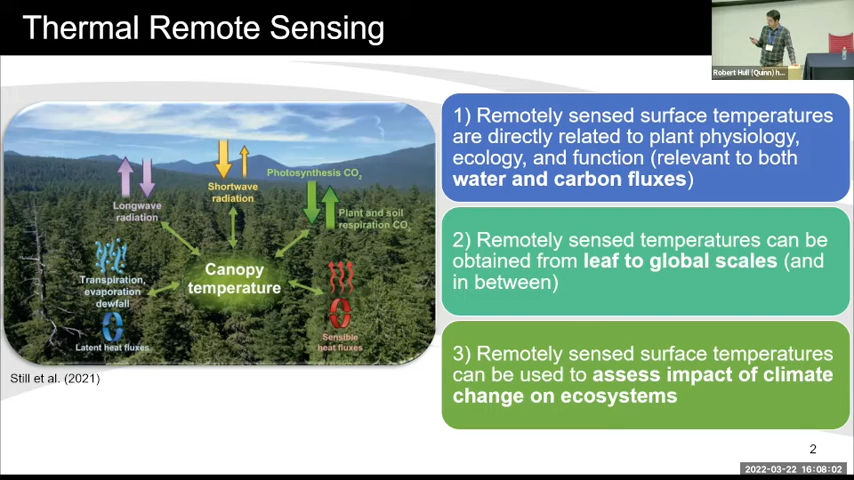 Thermal Remote Sensing
Robert Hull (Quinn) h...
Longwave
radiation
Shortwave
radiation
Photosynthesis CO2
Plant and soil
respiration CO2
Canopy
temperature
Transpiration,
evaporation
dewfall
Latent heat fluxes
Sensible
heat fluxes
Still et al. (2021)
1) Remotely sensed surface temperatures
are directly related to plant physiology,
ecology, and function (relevant to both
water and carbon fluxes)
2) Remotely sensed temperatures can be
obtained from leaf to global scales (and
in between)
3) Remotely sensed surface temperatures
can be used to assess impact of climate
change on ecosystems
2
2022-03-22 16:08:02